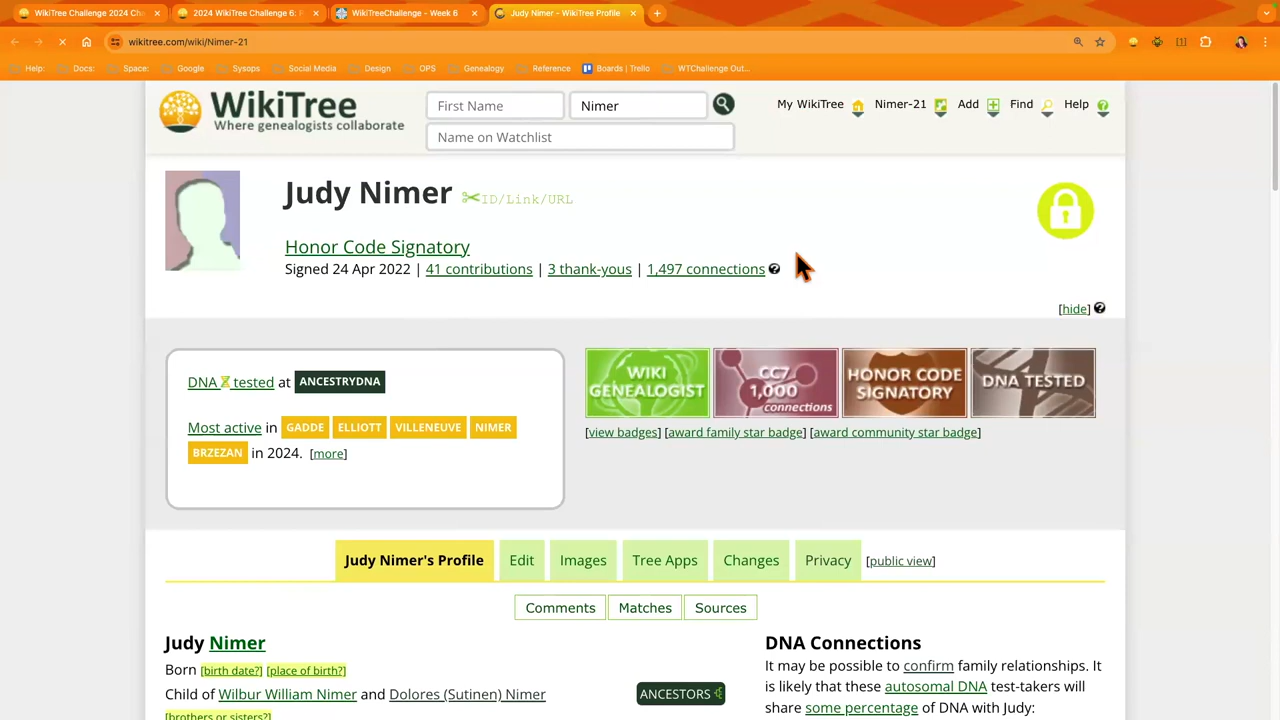 WikiTree Challenge 2024 Cha
2024 WikiTree Challenge 6:
WikiTreeChallenge - Week 6
Judy Nimer - WikiTree Profile
wikitree.com/wiki/Nimer-21
Help: Docs: Space: Google Sysops Social Media Design OPS Genealogy Reference Boards | Trello WTChallenge Out...
WikiTree
Where genealogists collaborate
First Name Nimer
Name on Watchlist
My WikiTree Nimer-21 Add Find Help
Judy Nimer ID/Link/URL
Honor Code Signatory
Signed 24 Apr 2022 | 41 contributions | 3 thank-yous | 1,497 connections
[hide]
DNA tested at ANCESTRYDNA
Most active in GADDE ELLIOTT VILLENEUVE NIMER
BRZEZAN in 2024. [more]
WIKI
GENEALOGIST
CC7
1,000
connections
HONOR CODE
SIGNATORY
DNA TESTED
[view badges] [award family star badge] [award community star badge]
Judy Nimer's Profile Edit Images Tree Apps Changes Privacy [public view]
Comments Matches Sources
Judy Nimer
Born [birth date?] [place of birth?]
Child of Wilbur William Nimer and Dolores (Sutinen) Nimer
[brothers or sisters?]
ANCESTORS
DNA Connections
It may be possible to confirm family relationships. It
is likely that these autosomal DNA test-takers will
share some percentage of DNA with Judy: